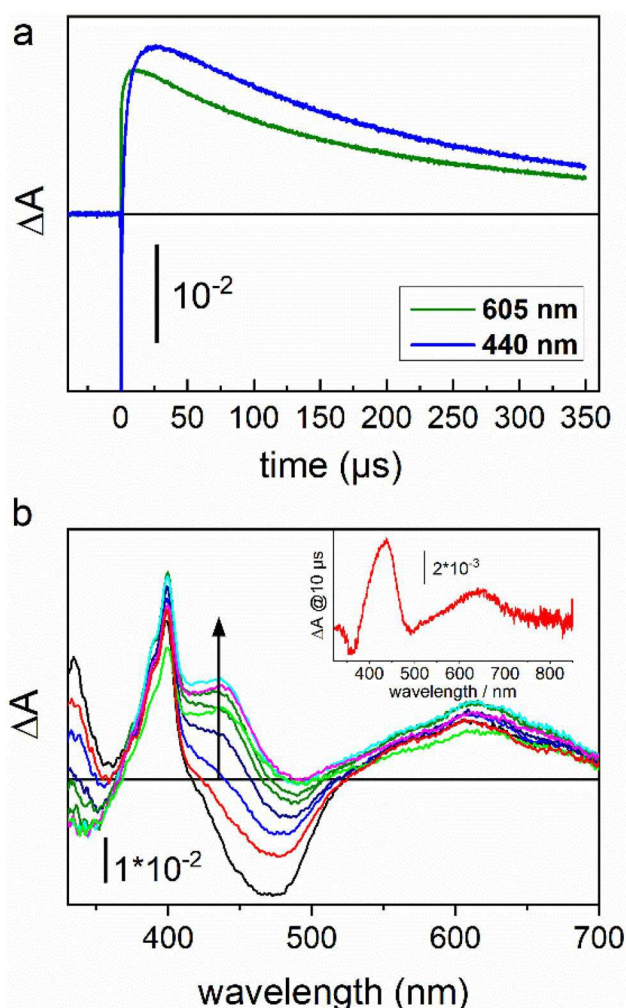 a
ΔA
10⁻²
605 nm
440 nm
0 50 100 150 200 250 300 350
time (µs)
b
ΔA
1*10⁻²
ΔA @10 µs
2*10⁻³
400 500 600 700 800
wavelength / nm
400 500 600 700
wavelength (nm)